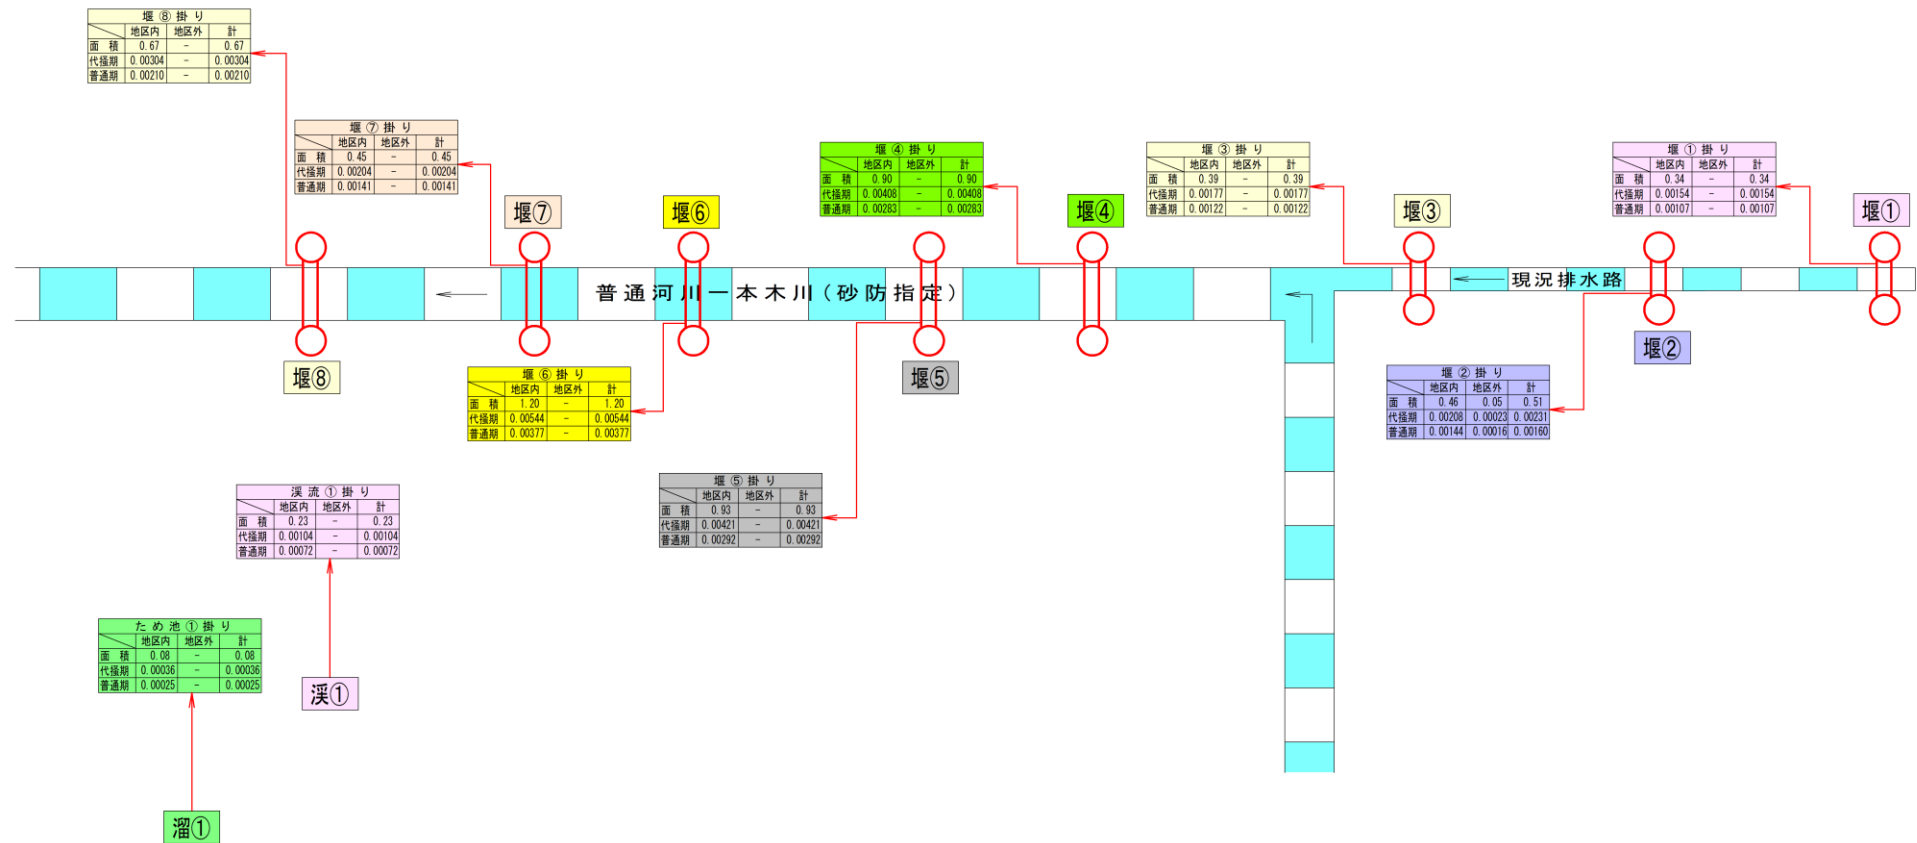 堰⑧掛り
地区内 地区外 計
面積 0.67 - 0.67
代掻期 0.00304 - 0.00304
普通期 0.00210 - 0.00210
堰⑦掛り
地区内 地区外 計
面積 0.45 - 0.45
代掻期 0.00204 - 0.00204
普通期 0.00141 - 0.00141
堰④掛り
地区内 地区外 計
面積 0.90 - 0.90
代掻期 0.00408 - 0.00408
普通期 0.00283 - 0.00283
堰③掛り
地区内 地区外 計
面積 0.39 - 0.39
代掻期 0.00177 - 0.00177
普通期 0.00122 - 0.00122
堰①掛り
地区内 地区外 計
面積 0.34 - 0.34
代掻期 0.00154 - 0.00154
普通期 0.00107 - 0.00107
堰⑦
堰⑥
堰④
堰③
堰①
普通河川一本木川(砂防指定)
現況排水路
堰⑧
堰⑤
堰②
堰⑥掛り
地区内 地区外 計
面積 1.20 - 1.20
代掻期 0.00544 - 0.00544
普通期 0.00377 - 0.00377
堰②掛り
地区内 地区外 計
面積 0.46 0.05 0.51
代掻期 0.00208 0.00023 0.00231
普通期 0.00144 0.00016 0.00160
堰⑤掛り
地区内 地区外 計
面積 0.93 - 0.93
代掻期 0.00421 - 0.00421
普通期 0.00292 - 0.00292
渓流①掛り
地区内 地区外 計
面積 0.23 - 0.23
代掻期 0.00104 - 0.00104
普通期 0.00072 - 0.00072
ため池①掛り
地区内 地区外 計
面積 0.08 - 0.08
代掻期 0.00036 - 0.00036
普通期 0.00025 - 0.00025
渓①
溜①